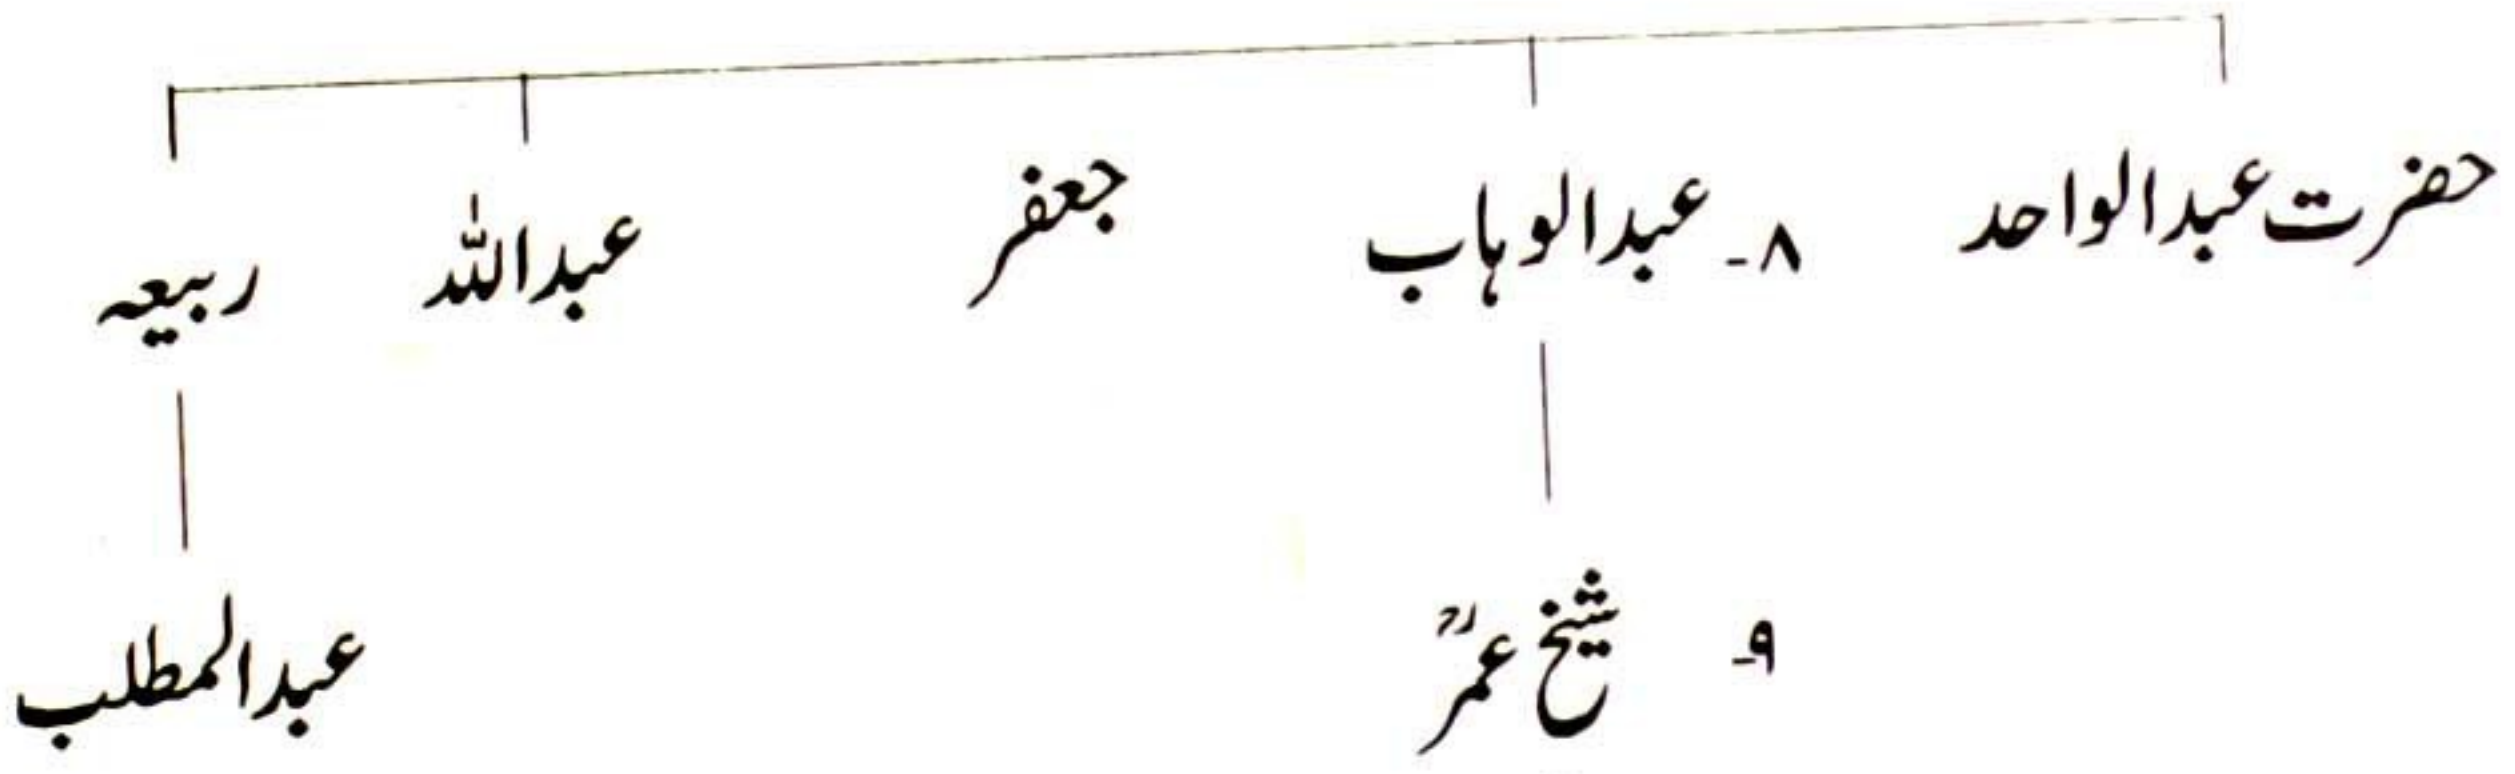 حضرت عبدالواحد ۸۔ عبدالوہاب جعفر عبداللہ ربیعہ
۹۔ شیخ عمرؒ عبدالمطلب